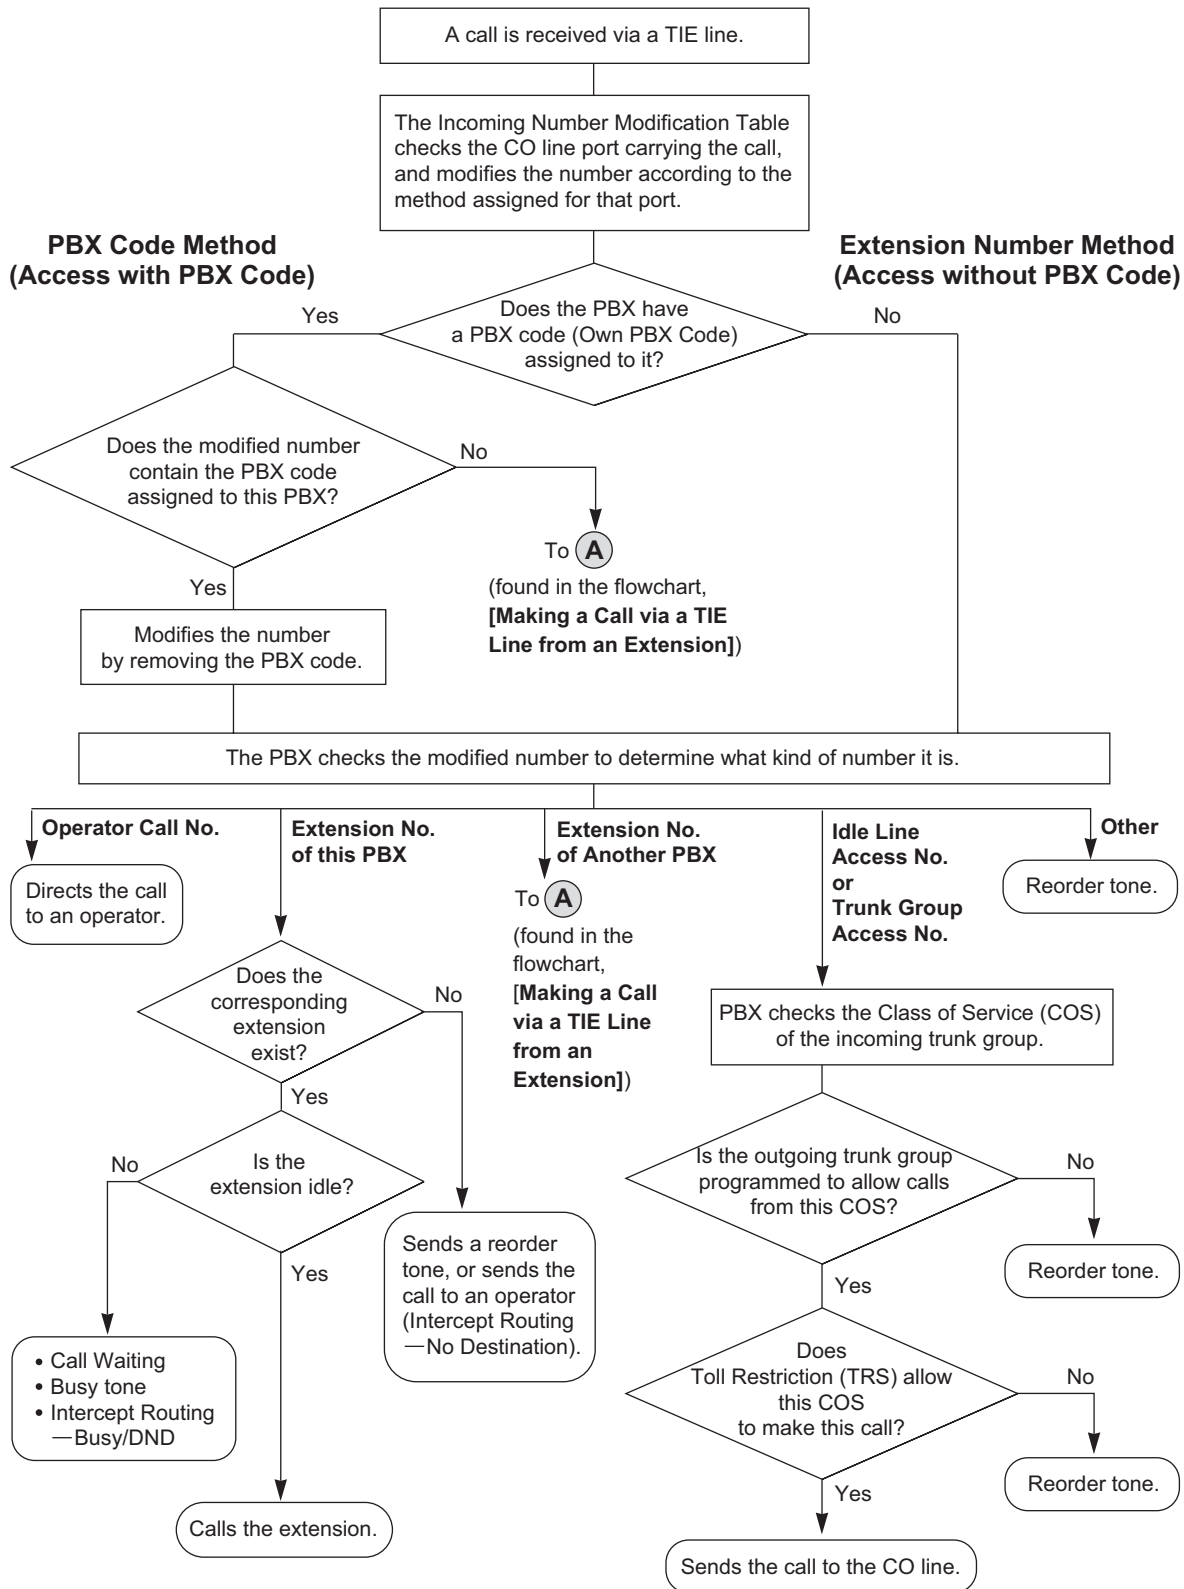 A call is received via a TIE line.
The Incoming Number Modification Table
checks the CO line port carrying the call,
and modifies the number according to the
method assigned for that port.
PBX Code Method
(Access with PBX Code)
Extension Number Method
(Access without PBX Code)
Does the PBX have
a PBX code (Own PBX Code)
assigned to it?
Yes
No
Does the modified number
contain the PBX code
assigned to this PBX?
No
To A
(found in the flowchart,
[Making a Call via a TIE
Line from an Extension])
Yes
Modifies the number
by removing the PBX code.
The PBX checks the modified number to determine what kind of number it is.
Operator Call No.
Directs the call
to an operator.
Extension No.
of this PBX
Does the
corresponding
extension
exist?
No
Yes
Is the
extension idle?
No
Yes
Sends a reorder
tone, or sends the
call to an operator
(Intercept Routing
—No Destination).
• Call Waiting
• Busy tone
• Intercept Routing
—Busy/DND
Calls the extension.
Extension No.
of Another PBX
To A
(found in the
flowchart,
[Making a Call
via a TIE Line
from an
Extension])
Idle Line
Access No.
or
Trunk Group
Access No.
PBX checks the Class of Service (COS)
of the incoming trunk group.
Is the outgoing trunk group
programmed to allow calls
from this COS?
No
Reorder tone.
Yes
Does
Toll Restriction (TRS) allow
this COS
to make this call?
No
Reorder tone.
Yes
Sends the call to the CO line.
Other
Reorder tone.